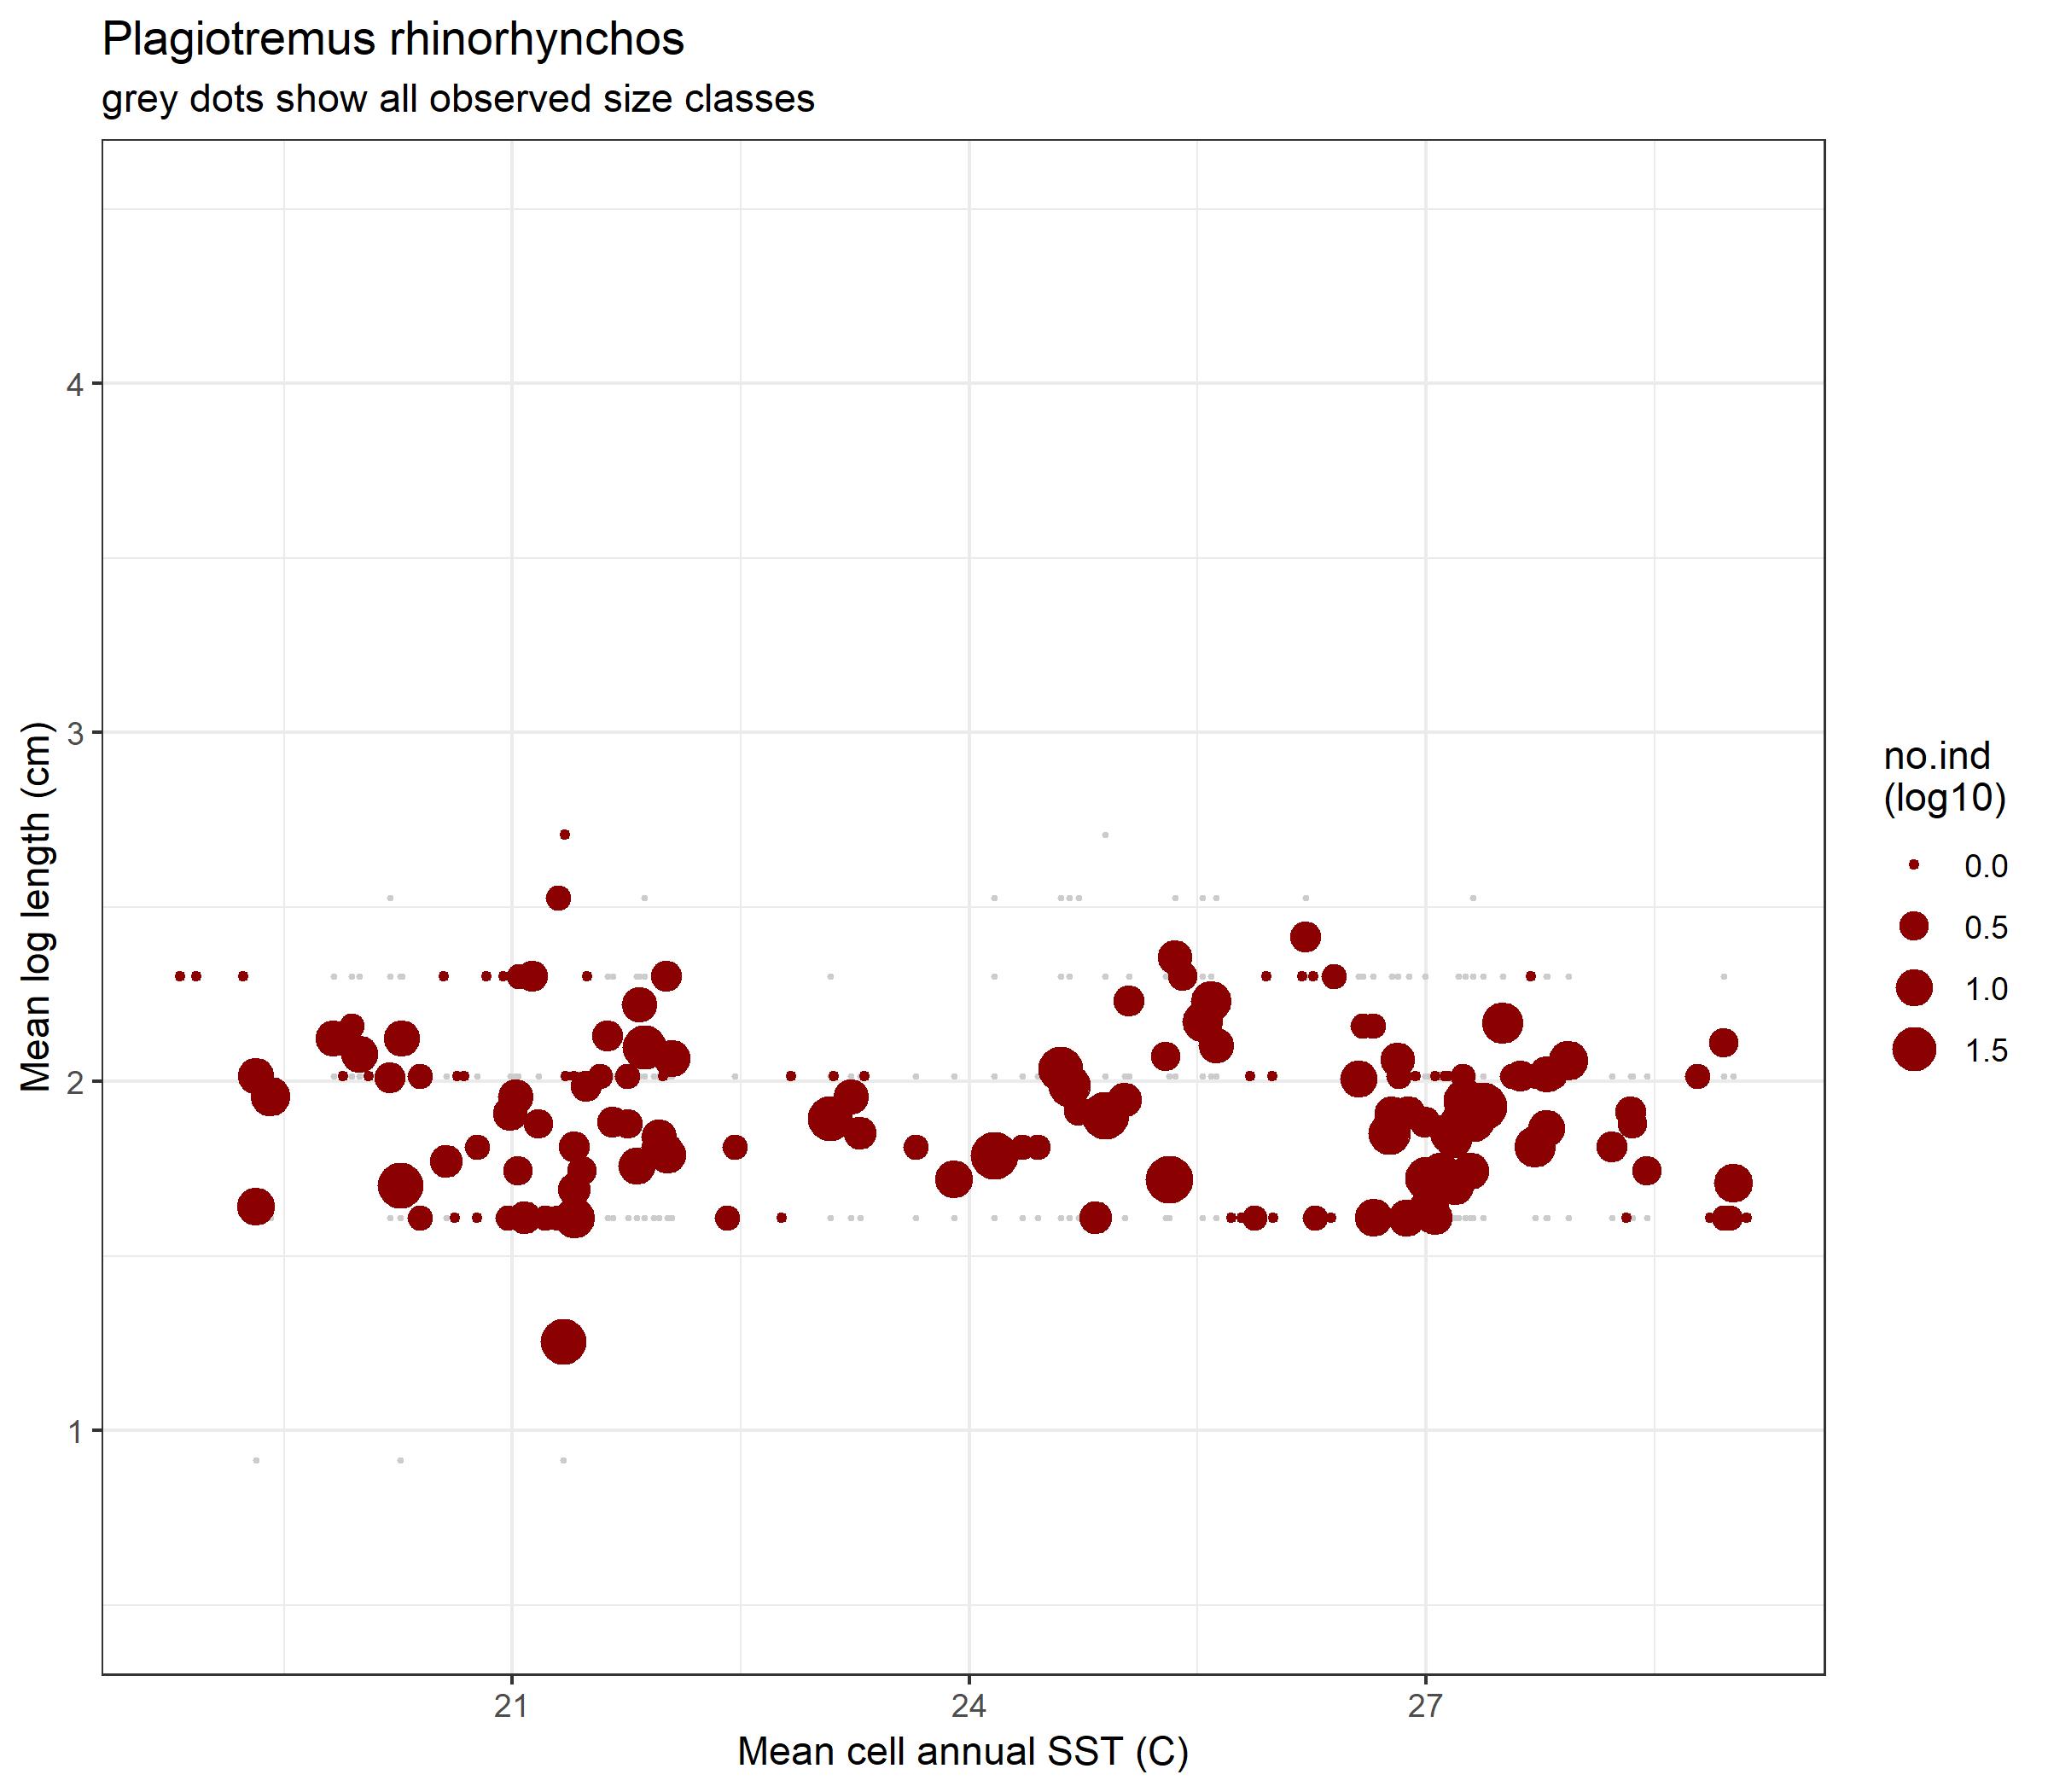 Plagiotremus rhinorhynchos
grey dots show all observed size classes
Mean log length (cm)
4
3
2
1
21
24
27
Mean cell annual SST (C)
no.ind
(log10)
0.0
0.5
1.0
1.5